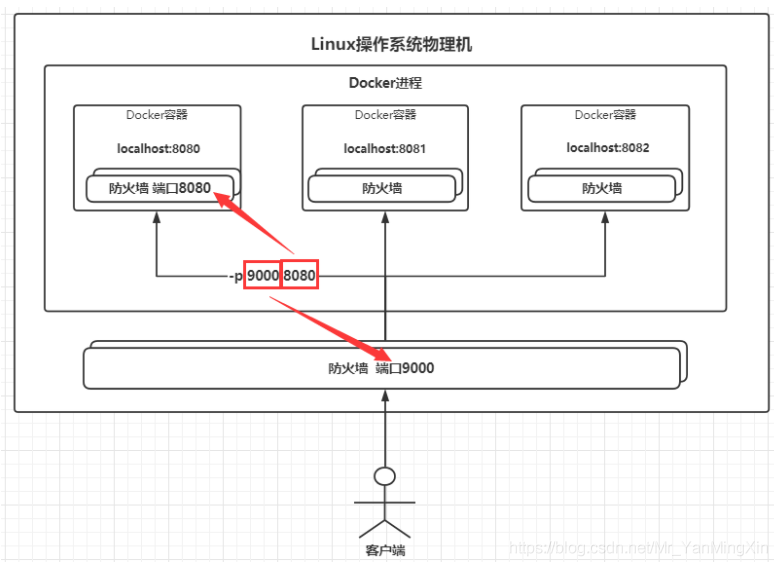 Linux操作系统物理机
Docker进程
Docker容器
Docker容器
Docker容器
localhost:8080
localhost:8081
localhost:8082
防火墙 端口8080
防火墙
防火墙
-p 9000 8080
防火墙 端口9000
客户端
https://blog.csdn.net/Mr_YanMingXin